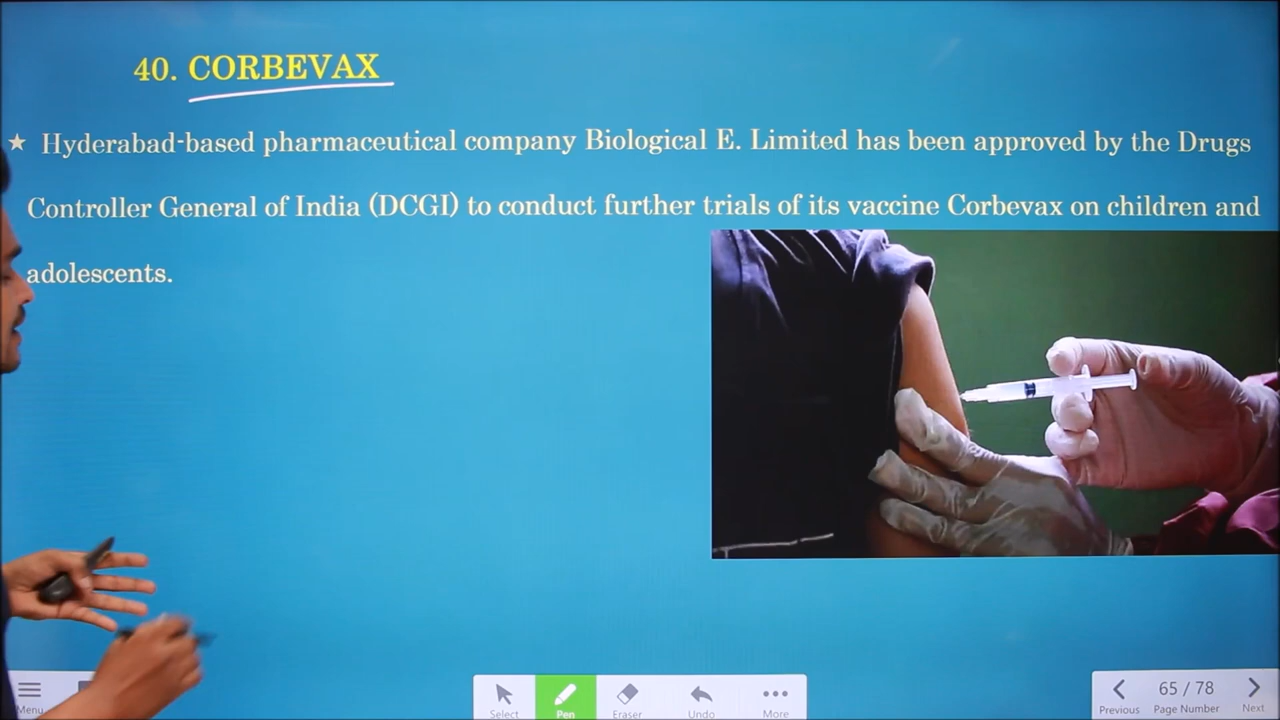 40. CORBEVAX
★ Hyderabad-based pharmaceutical company Biological E. Limited has been approved by the Drugs
Controller General of India (DCGI) to conduct further trials of its vaccine Corbevax on children and
adolescents.
Menu
Select
Pen
Eraser
Undo
More
Previous
65 / 78
Page Number
Next